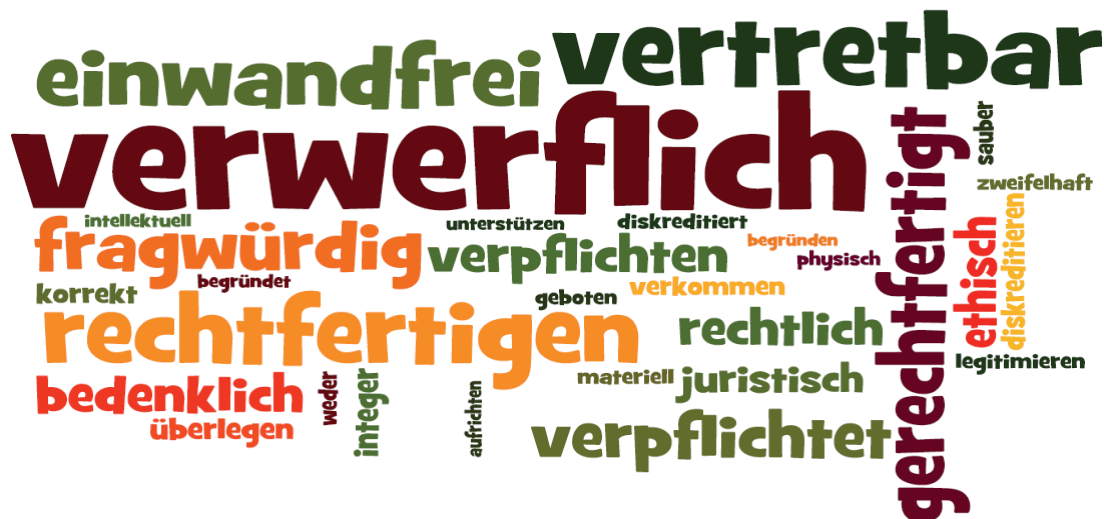 vertretbar
einwandfrei
verwerflich
gerechtfertigt
sauber
zweifelhaft
intellektuell
unterstützen
diskreditiert
fragwürdig
verpflichten
begründen
physisch
ethisch
diskreditieren
begründet
korrekt
geboten
verkommen
rechtfertigen
rechtlich
legitimieren
bedenklich
weder
integer
aufrichten
materiell
juristisch
überlegen
verpflichtet